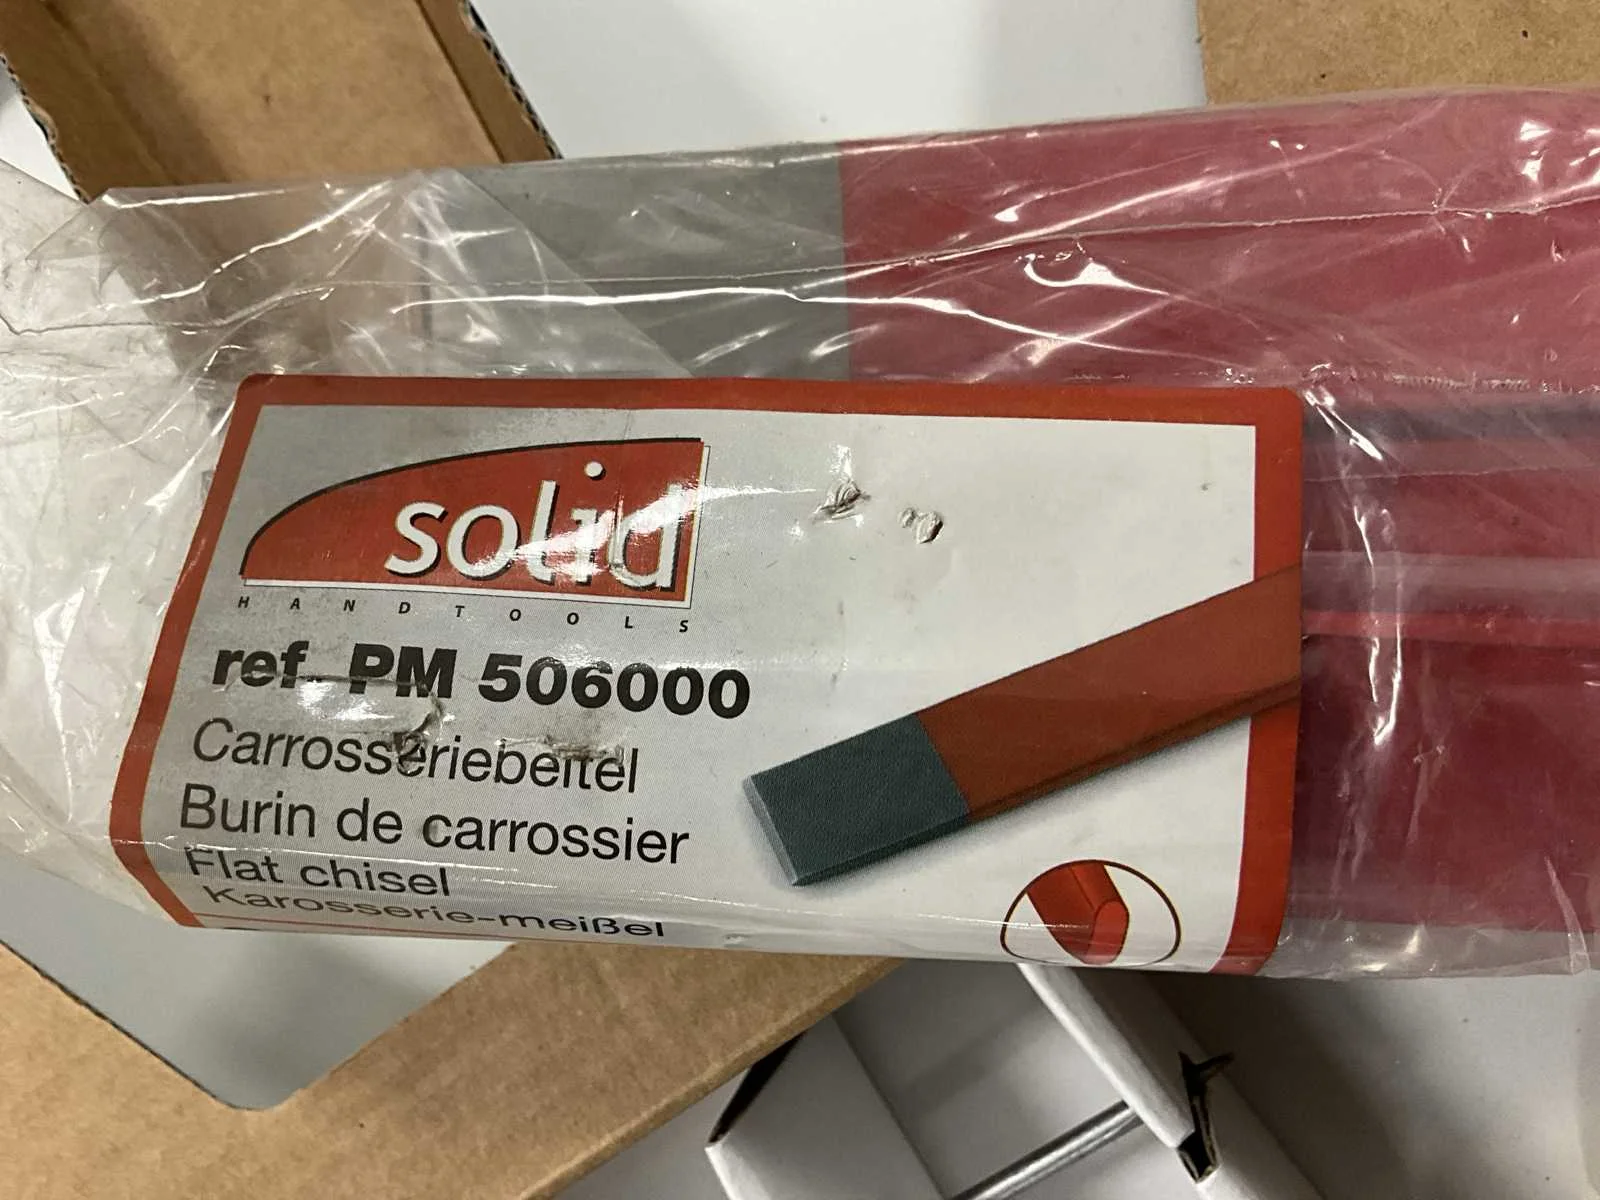 solid
HANDTOOLS
ref. PM 506000
Carrosseriebeitel
Burin de carrossier
Flat chisel
Karosserie-meißel